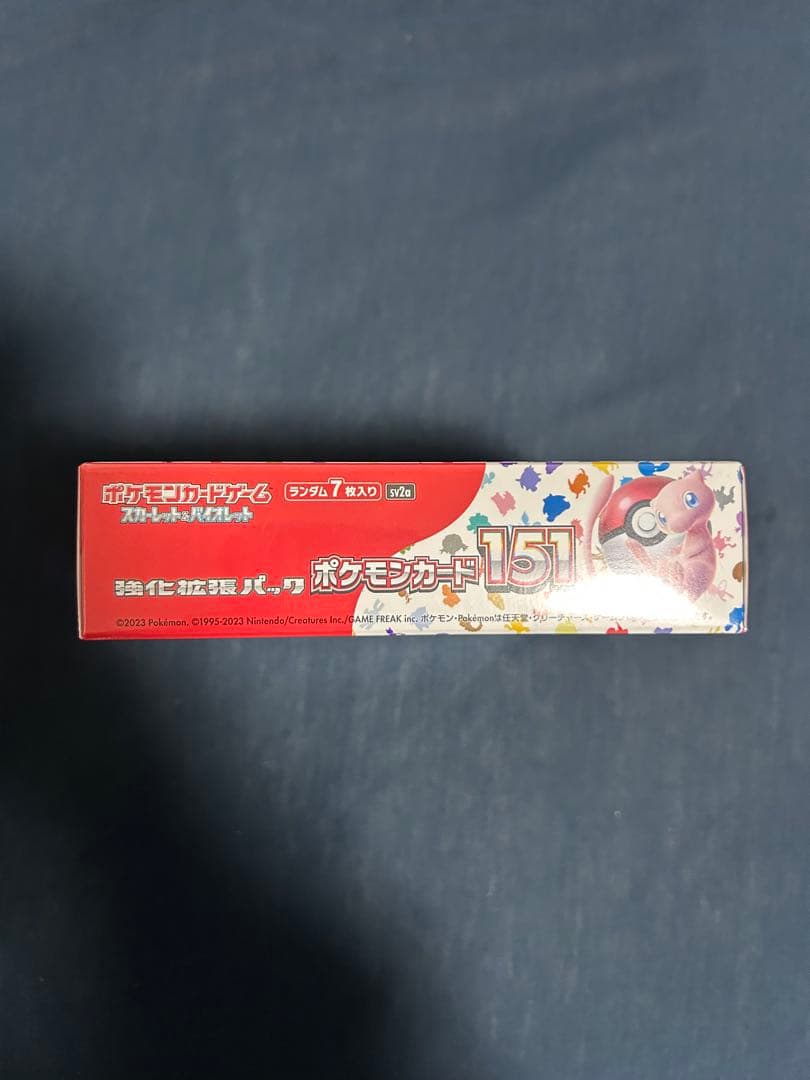 ポケモンカードゲーム
スカーレット&バイオレット
ランダム7枚入り
sv2a
強化拡張パック
ポケモンカード151
©2023 Pokémon. ©1995-2023 Nintendo/Creatures Inc./GAME FREAK inc. ポケモン・Pokémonは任天堂・クリーチャーズ・ゲーム
す。